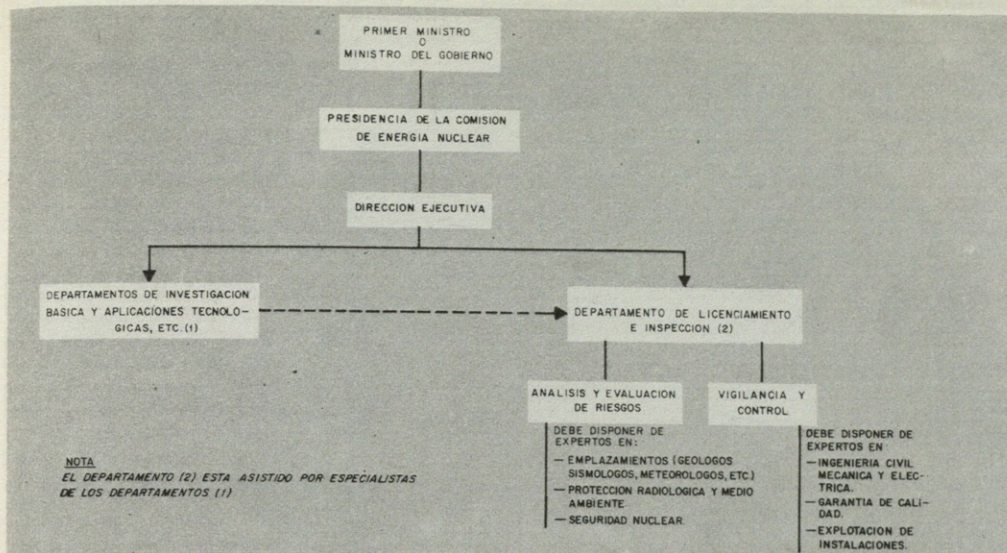 PRIMER MINISTRO
O
MINISTRO DEL GOBIERNO
PRESIDENCIA DE LA COMISION
DE ENERGIA NUCLEAR
DIRECCION EJECUTIVA
DEPARTAMENTOS DE INVESTIGACION
BASICA Y APLICACIONES TECNOLO-
GICAS, ETC.(1)
DEPARTAMENTO DE LICENCIAMIENTO
E INSPECCION (2)
ANALISIS Y EVALUACION
DE RIESGOS
DEBE DISPONER DE
EXPERTOS EN:
— EMPLAZAMIENTOS (GEOLOGOS
SISMOLOGOS, METEOROLOGOS, ETC)
— PROTECCION RADIOLOGICA Y MEDIO
AMBIENTE
— SEGURIDAD NUCLEAR.
VIGILANCIA Y
CONTROL
DEBE DISPONER DE
EXPERTOS EN
— INGENIERIA CIVIL
MECANICA Y ELEC-
TRICA.
— GARANTIA DE CALI-
DAD.
— EXPLOTACION DE
INSTALACIONES.
NOTA
EL DEPARTAMENTO (2) ESTA ASISTIDO POR ESPECIALISTAS
DE LOS DEPARTAMENTOS (1)